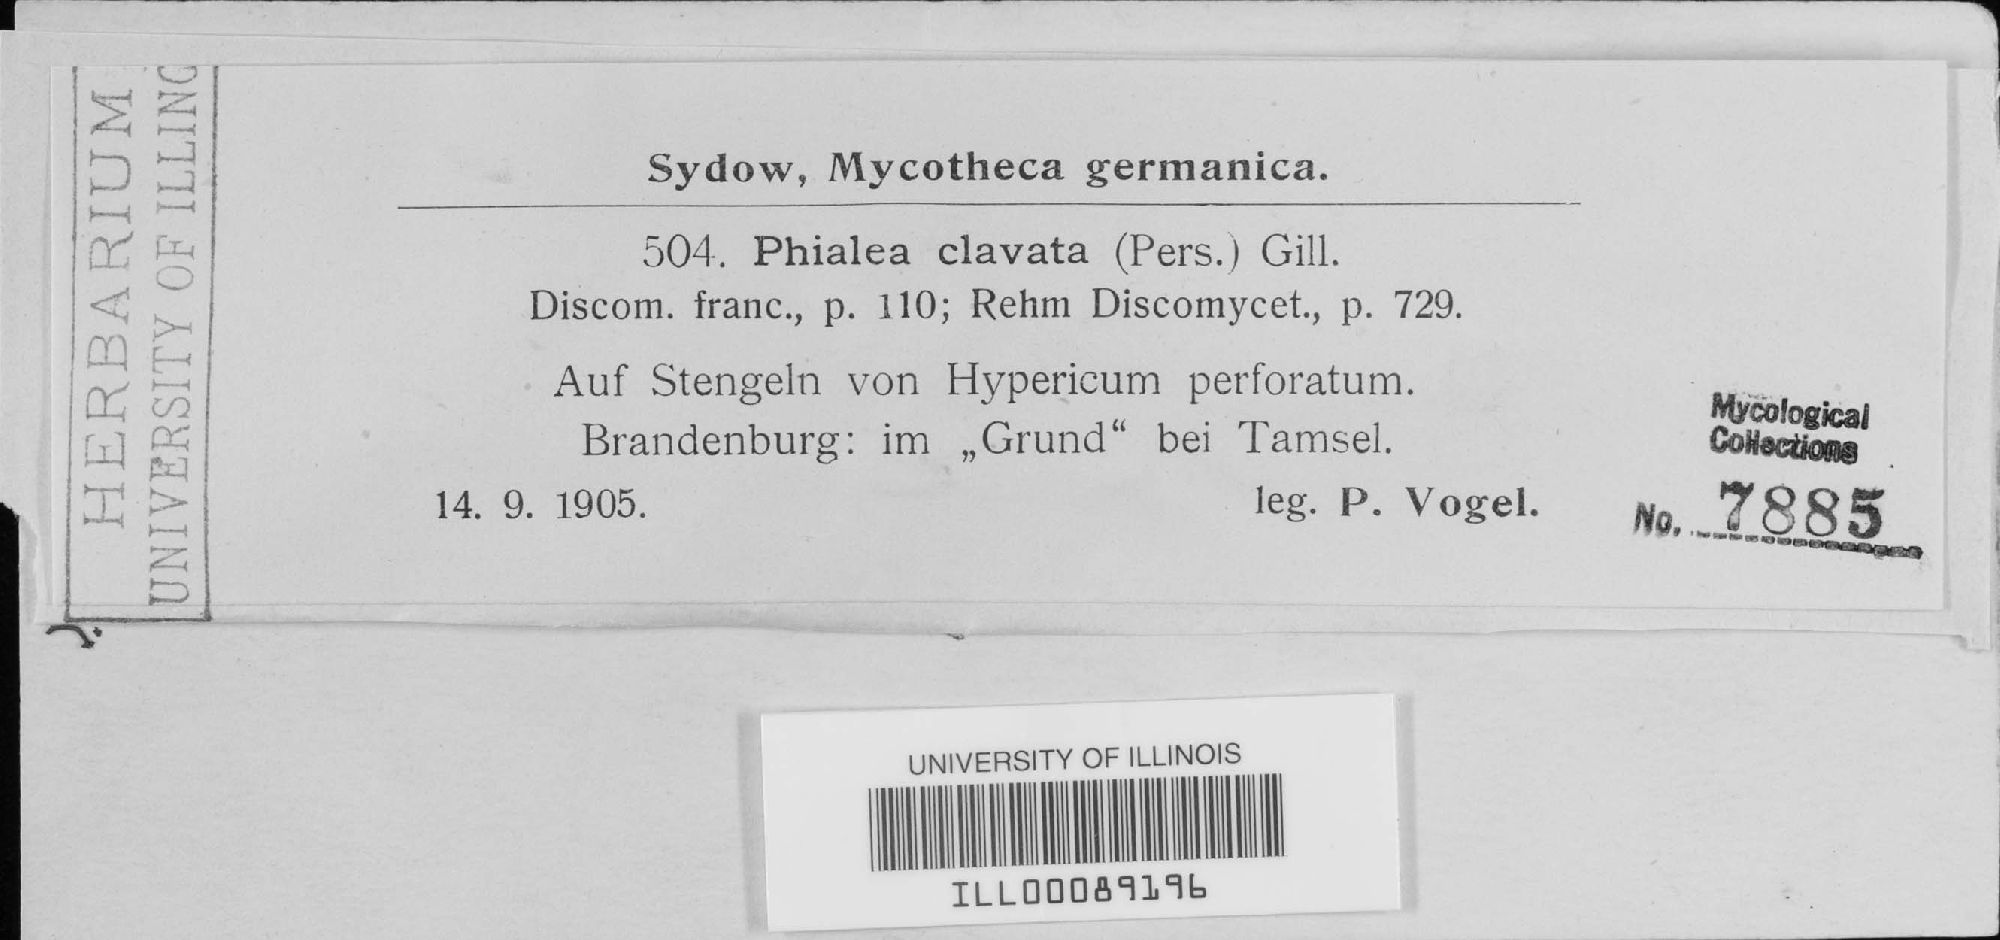 HERBARIUM
UNIVERSITY OF ILLINO
Sydow, Mycotheca germanica.
504. Phialea clavata (Pers.) Gill.
Discom. franc., p. 110; Rehm Discomycet., p. 729.
Auf Stengeln von Hypericum perforatum.
Brandenburg: im „Grund“ bei Tamsel.
14. 9. 1905. leg. P. Vogel.
Mycological
Collections
No. 7885
UNIVERSITY OF ILLINOIS
ILL00089196